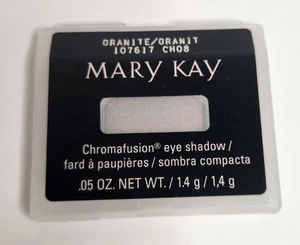 GRANITE/GRANIT
107617 CH08
MARY KAY
Chromafusion® eye shadow /
fard à paupières / sombra compacta
.05 OZ. NET WT. / 1.4 g / 1,4 g